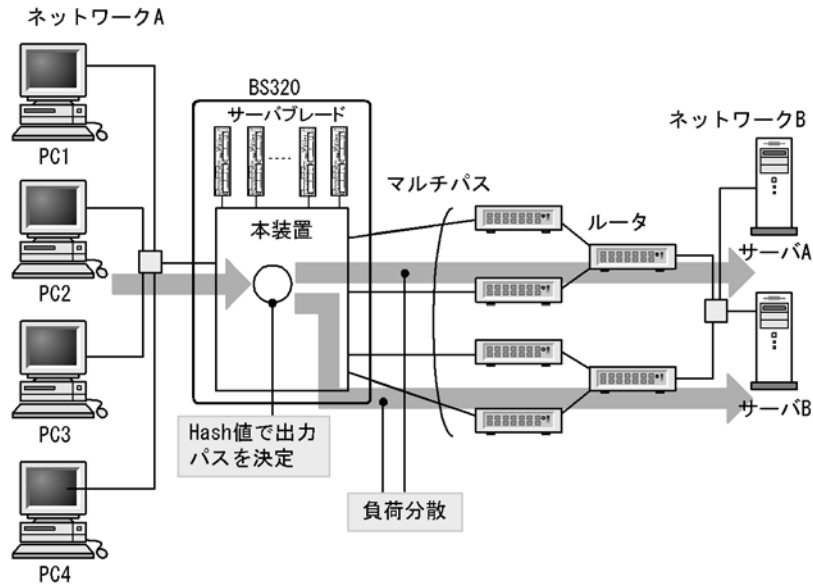 ネットワークA
PC1
PC2
PC3
PC4
BS320
サーバブレード
本装置
Hash値で出力
パスを決定
マルチパス
ルータ
負荷分散
ネットワークB
サーバA
サーバB